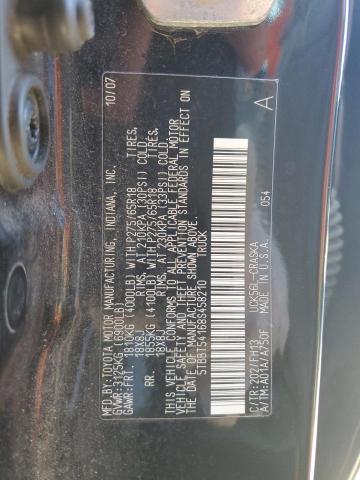 MFD.BY:TOYOTA MOTOR MANUFACTURING, INDIANA, INC. 10/07
GVWR:3125KG(6900LB)
GAWR:FRT. 1810KG (4000LB) WITH P275/65R18 TIRES,
18X8J RIMS, AT 230KPA (33PSI) COLD.
RR. 1855KG (4100LB) WITH P275/65R18 TIRES,
18X8J RIMS, AT 230KPA (33PSI) COLD.
THIS VEHICLE CONFORMS TO ALL APPLICABLE FEDERAL MOTOR
VEHICLE SAFETY AND THEFT PREVENTION STANDARDS IN
EFFECT ON THE DATE OF MANUFACTURE SHOWN ABOVE.
5TBBT54168S458210 TRUCK
054 A
C/TR:202/FH13 UCK56L-CRASKA
A/TM:A01A/A750F MADE IN U.S.A.